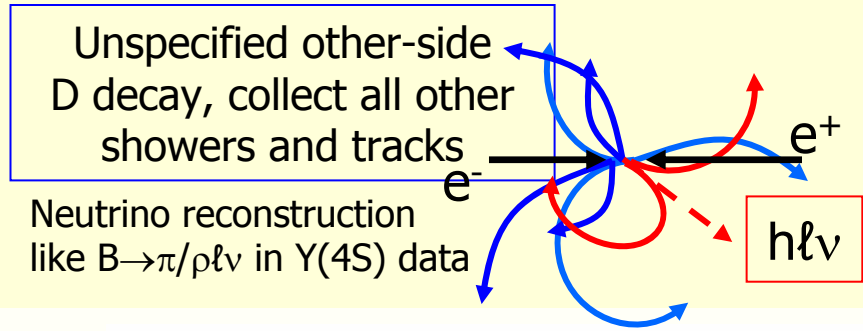 Unspecified other-side
D decay, collect all other
showers and tracks
e⁺
e⁻
Neutrino reconstruction
like B→π/ρℓν in Υ(4S) data
hℓν